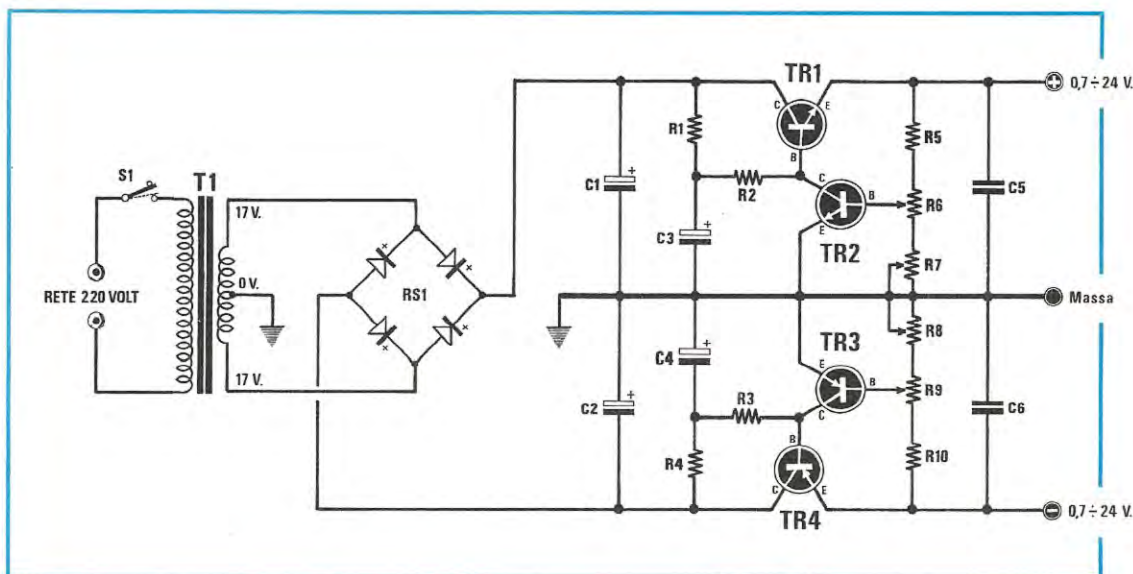 S1
T1
17 V.
0 V.
17 V.
RETE 220 VOLT
RS1
C1
+
C2
+
R1
R2
C3
+
C4
+
R3
R4
TR1
C
E
B
C
B
E
TR2
TR3
E
B
C
B
C
E
TR4
R5
R6
R7
R8
R9
R10
C5
C6
+ 0,7÷24 V.
Massa
- 0,7÷24 V.